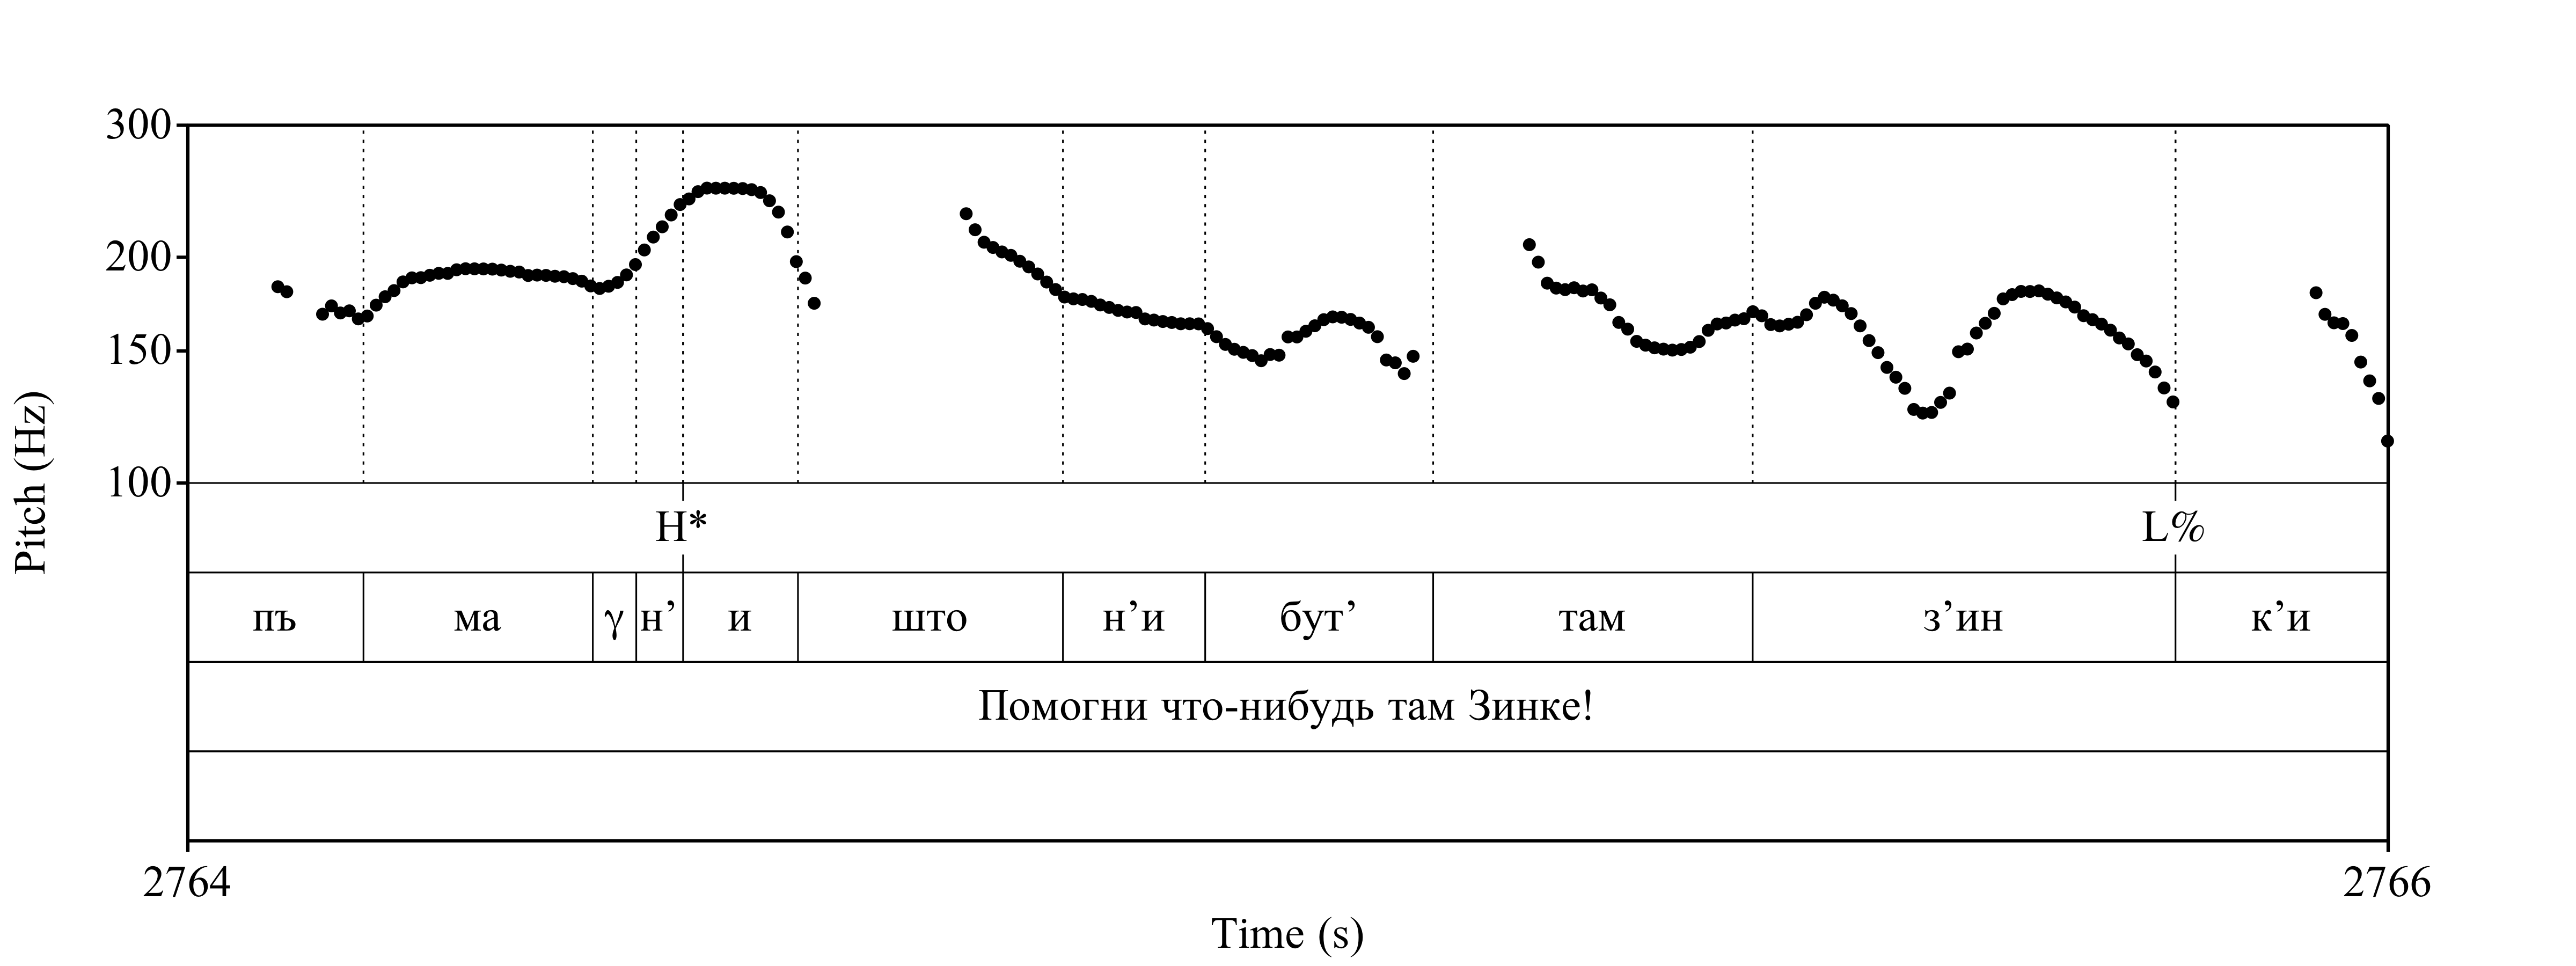 300
200
150
100
Pitch (Hz)
H* L%
пъ ма γ н’ и што н’и бут’ там з’ин к’и
Помогни что-нибудь там Зинке!
2764 2766
Time (s)